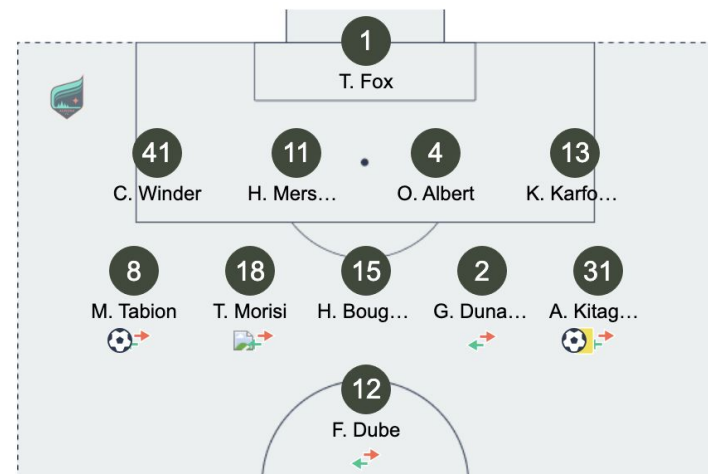 1
T. Fox
41 11 4 13
C. Winder H. Mers... O. Albert K. Karfo...
8 18 15 2 31
M. Tabion T. Morisi H. Boug... G. Duna... A. Kitag...
12
F. Dube